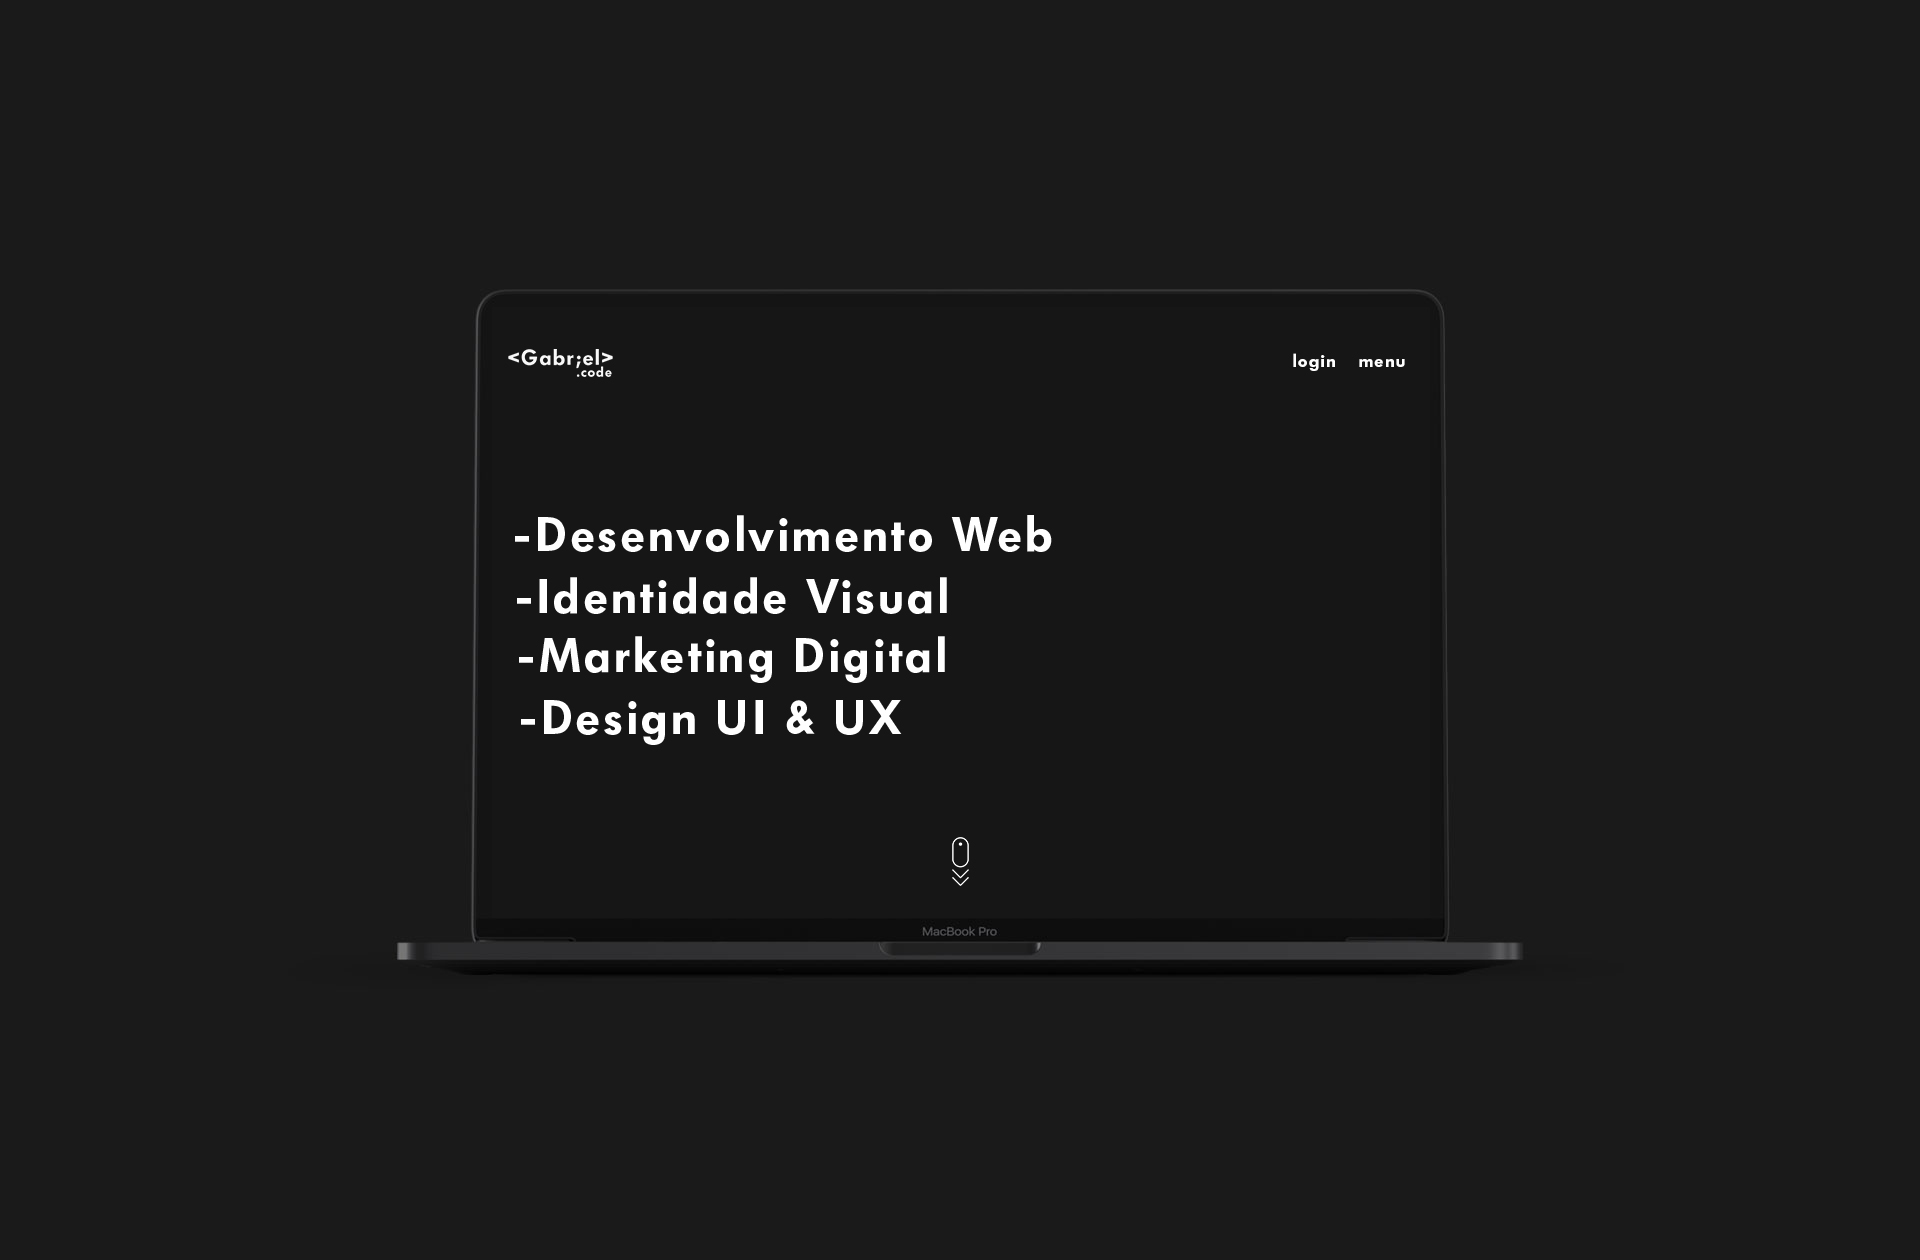 <Gabr;el>
.code
login menu
-Desenvolvimento Web
-Identidade Visual
-Marketing Digital
-Design UI & UX
MacBook Pro